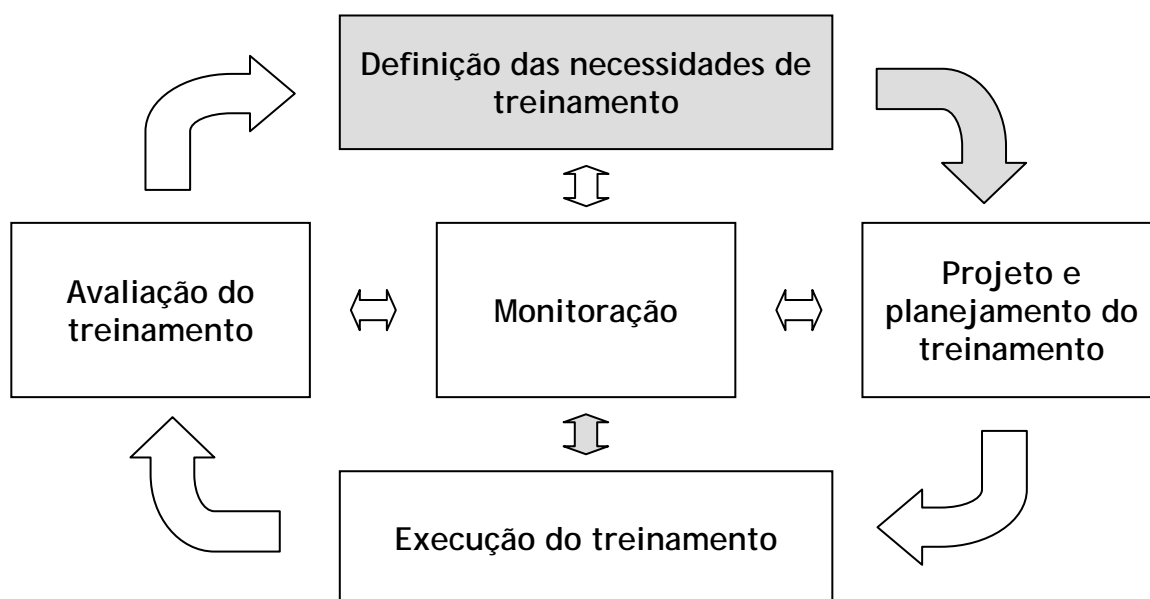 Definição das necessidades de
treinamento
Avaliação do
treinamento
Monitoração
Projeto e
planejamento do
treinamento
Execução do treinamento